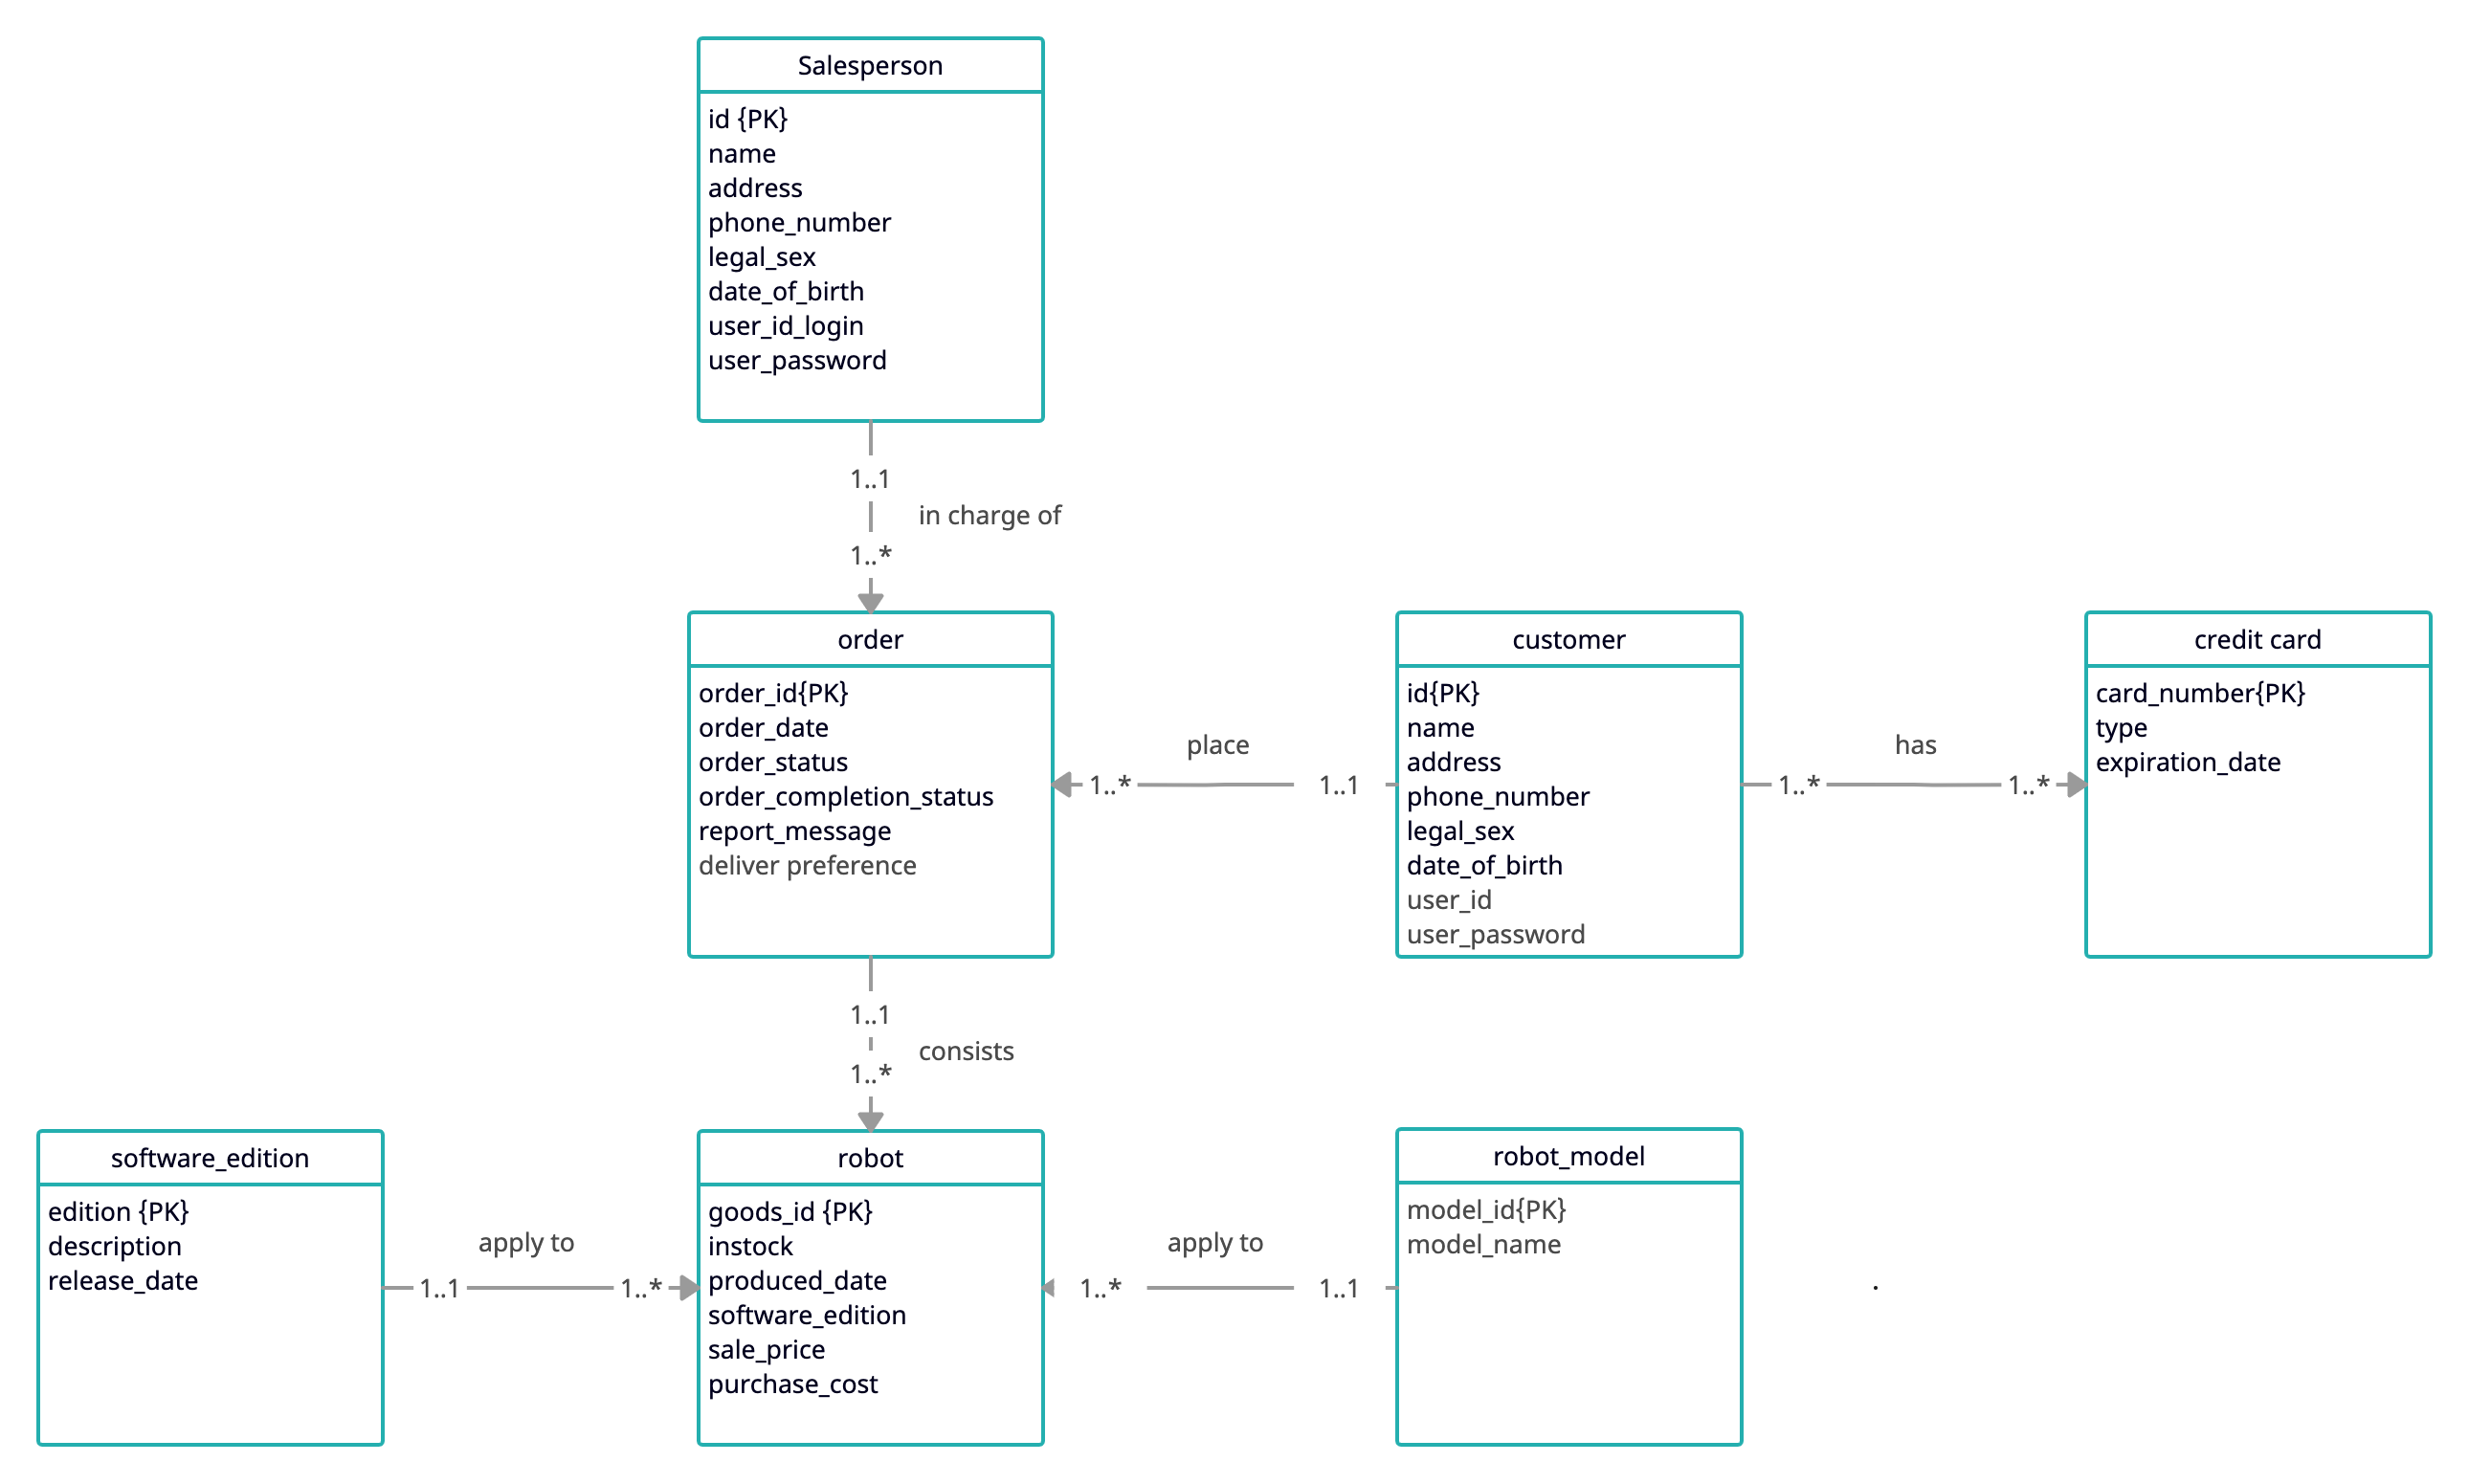 Salesperson
id {PK}
name
address
phone_number
legal_sex
date_of_birth
user_id_login
user_password
1..1
in charge of
1..*
order
order_id{PK}
order_date
order_status
order_completion_status
report_message
deliver preference
place
1..*
1..1
customer
id{PK}
name
address
phone_number
legal_sex
date_of_birth
user_id
user_password
has
1..*
1..*
credit card
card_number{PK}
type
expiration_date
1..1
consists
1..*
software_edition
edition {PK}
description
release_date
apply to
1..1
1..*
robot
goods_id {PK}
instock
produced_date
software_edition
sale_price
purchase_cost
apply to
1..*
1..1
robot_model
model_id{PK}
model_name
.